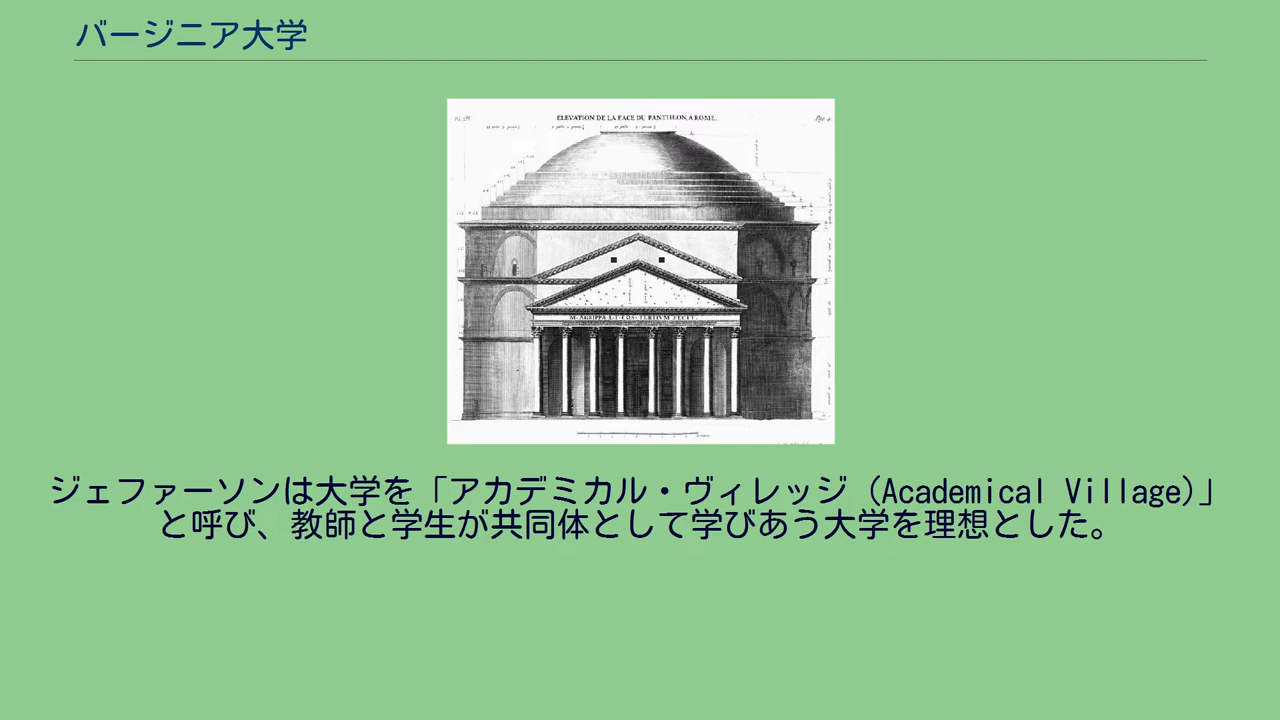 バージニア大学
ELEVATION DE LA FACE DU PANTHEON, A ROME.
M·AGRIPPA·L·F·COS·TERTIVM·FECIT·
ジェファーソンは大学を「アカデミカル・ヴィレッジ (Academical Village)」
と呼び、教師と学生が共同体として学びあう大学を理想とした。